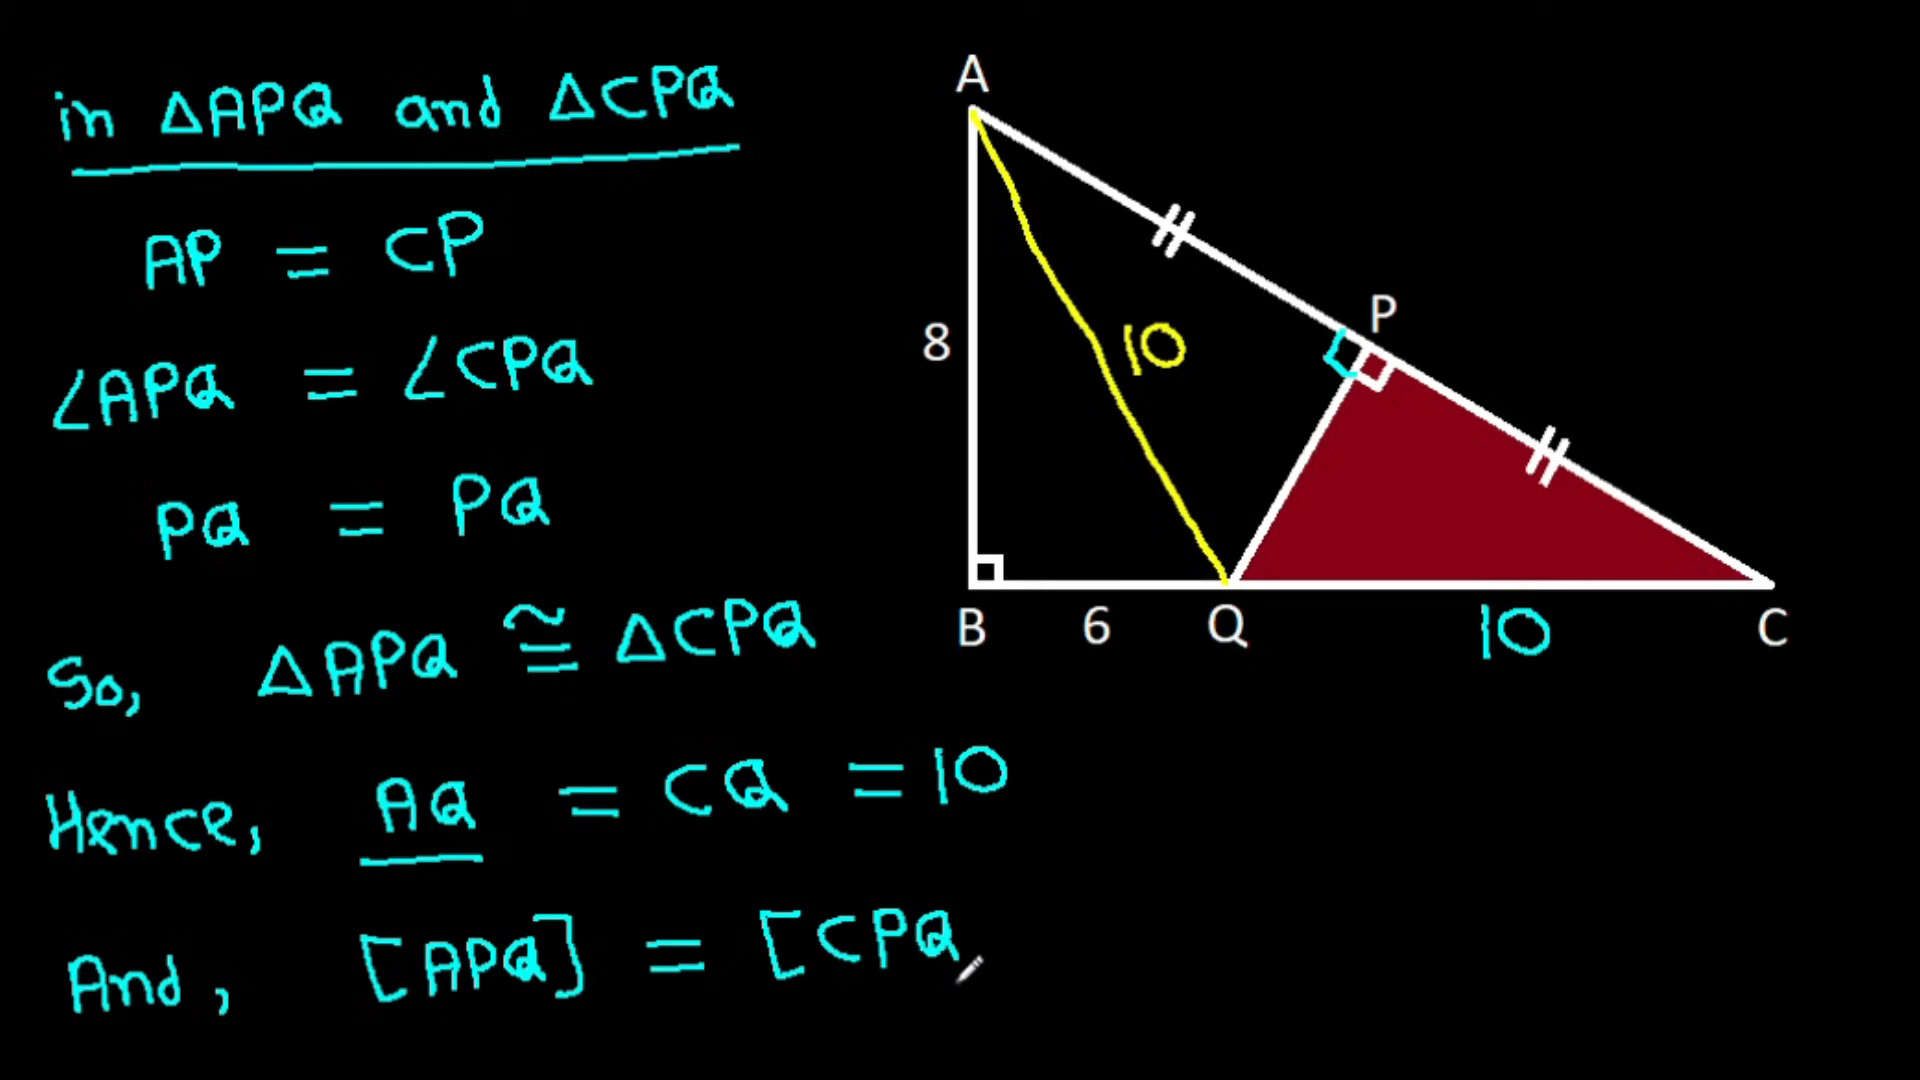 in ΔAPQ and ΔCPQ
AP = CP
∠APQ = ∠CPQ
PQ = PQ
So, ΔAPQ ≅ ΔCPQ
Hence, AQ = CQ = 10
And, [APQ] = [CPQ
A
P
8
10
B
6
Q
10
C